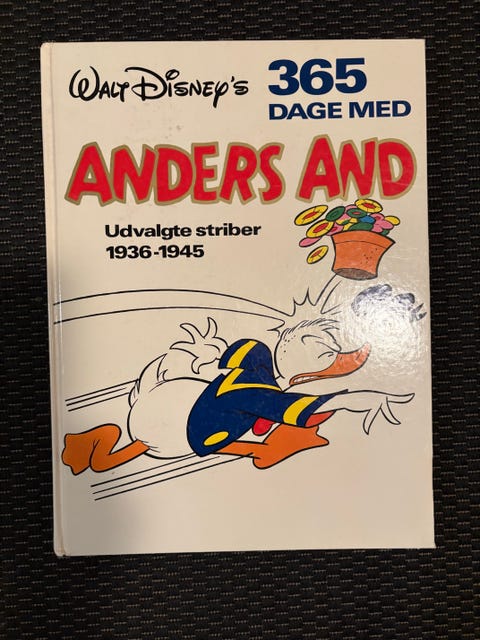 WALT DISNEY'S
365
DAGE MED
ANDERS AND
Udvalgte striber
1936-1945